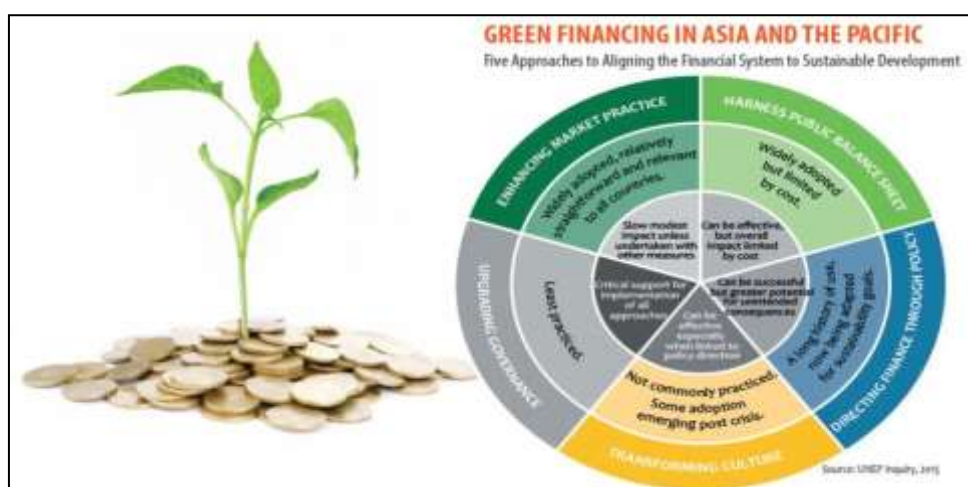 GREEN FINANCING IN ASIA AND THE PACIFIC
Five Approaches to Aligning the Financial System to Sustainable Development
ENHANCING MARKET PRACTICE
Widely adopted, relatively
straightforward and relevant
to all countries.
Slow modest
impact unless
undertaken with
other measures
HARNESS PUBLIC BALANCE SHEET
Widely adopted
but limited
by cost.
Can be effective,
but overall
impact limited
by cost
DIRECTING FINANCE THROUGH POLICY
A long history of use,
now being adapted
for sustainability goals.
Can be successful
but greater potential
for unintended
consequences
TRANSFORMING CULTURE
Not commonly practiced.
Some adoption
emerging post crisis.
Can be
effective
especially
when linked to
policy direction
UPGRADING GOVERNANCE
Least practiced.
Critical support for
implementation
of all
approaches
Source: UNEP Inquiry, 2015